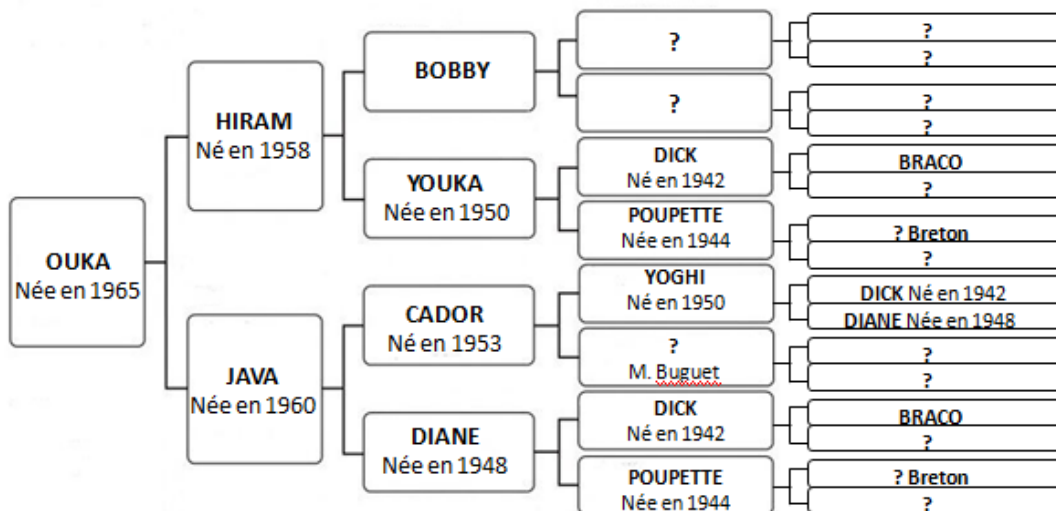 OUKA
Née en 1965
HIRAM
Né en 1958
JAVA
Née en 1960
BOBBY
YOUKA
Née en 1950
CADOR
Né en 1953
DIANE
Née en 1948
?
?
DICK
Né en 1942
POUPETTE
Née en 1944
YOGHI
Né en 1950
?
M. Buguet
DICK
Né en 1942
POUPETTE
Née en 1944
?
?
?
?
BRACO
?
? Breton
?
DICK Né en 1942
DIANE Née en 1948
?
?
BRACO
?
? Breton
?